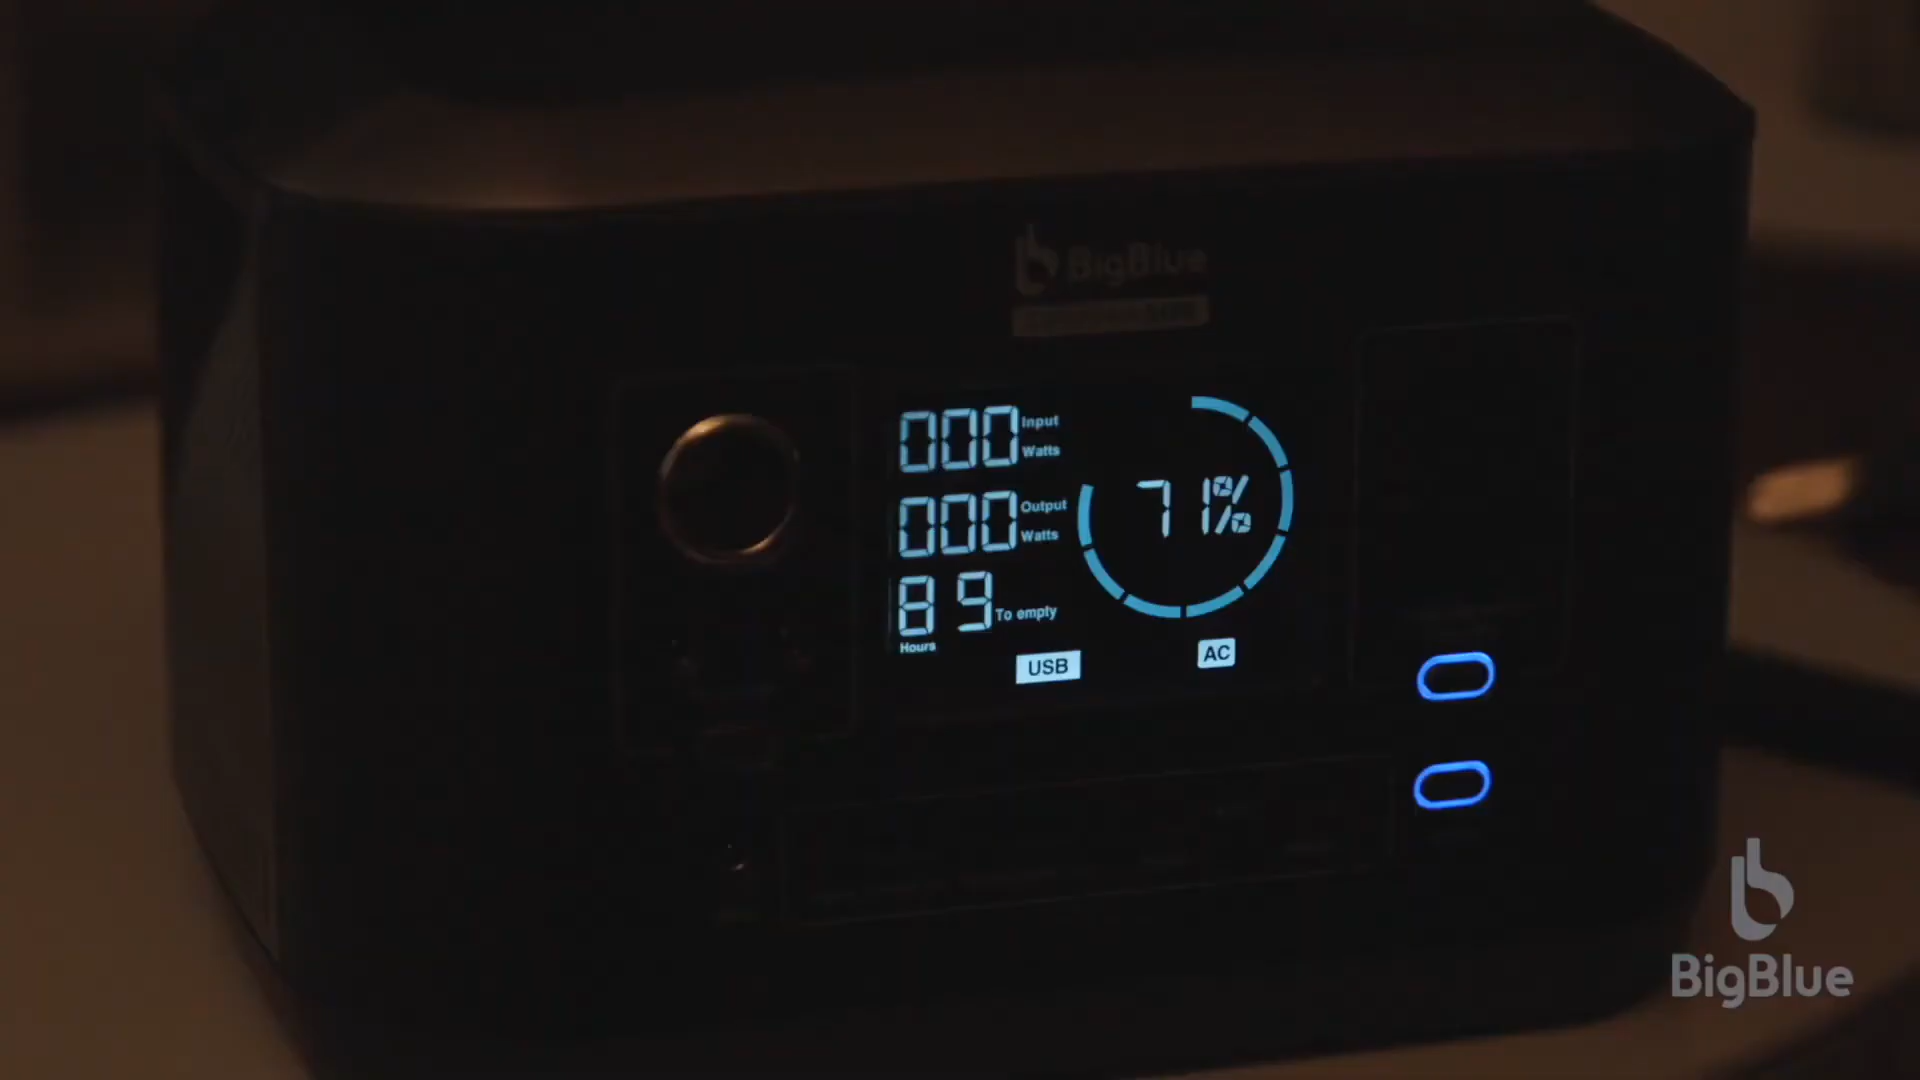 BigBlue
000 Input Watts
000 Output Watts
89 To empty
Hours
71%
USB
AC
BigBlue